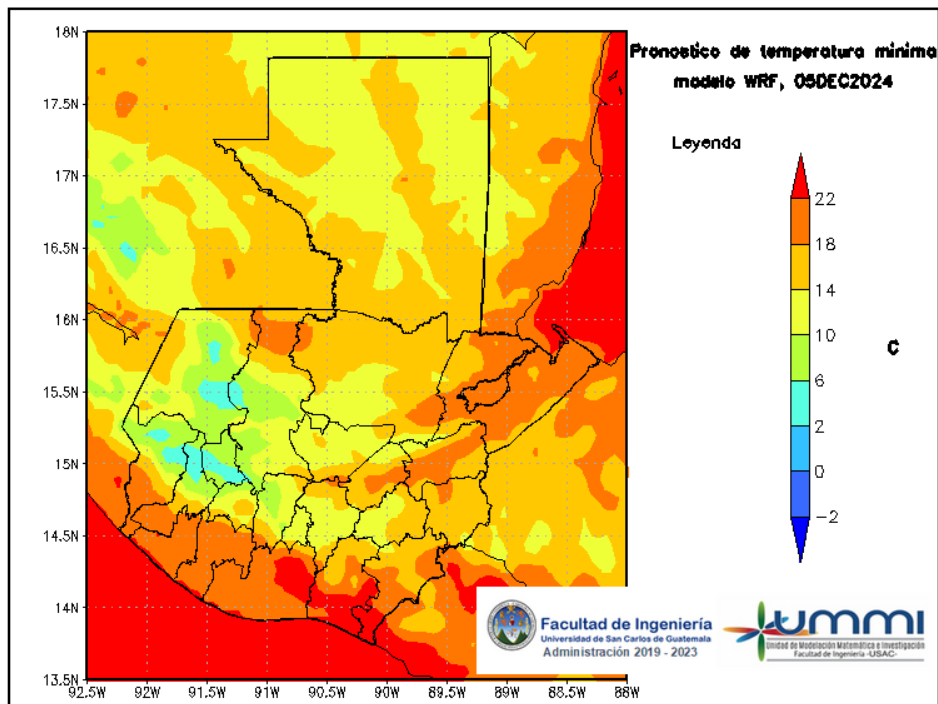 Pronostico de temperatura minima
modelo WRF, 05DEC2024
Leyenda
22
18
14
10
6
2
0
−2
C
18N
17.5N
17N
16.5N
16N
15.5N
15N
14.5N
14N
13.5N
92.5W
92W
91.5W
91W
90.5W
90W
89.5W
89W
88.5W
88W
Facultad de Ingeniería
Universidad de San Carlos de Guatemala
Administración 2019 - 2023
ummi
Unidad de Modelación Matemática e Investigación
Facultad de Ingeniería -USAC-